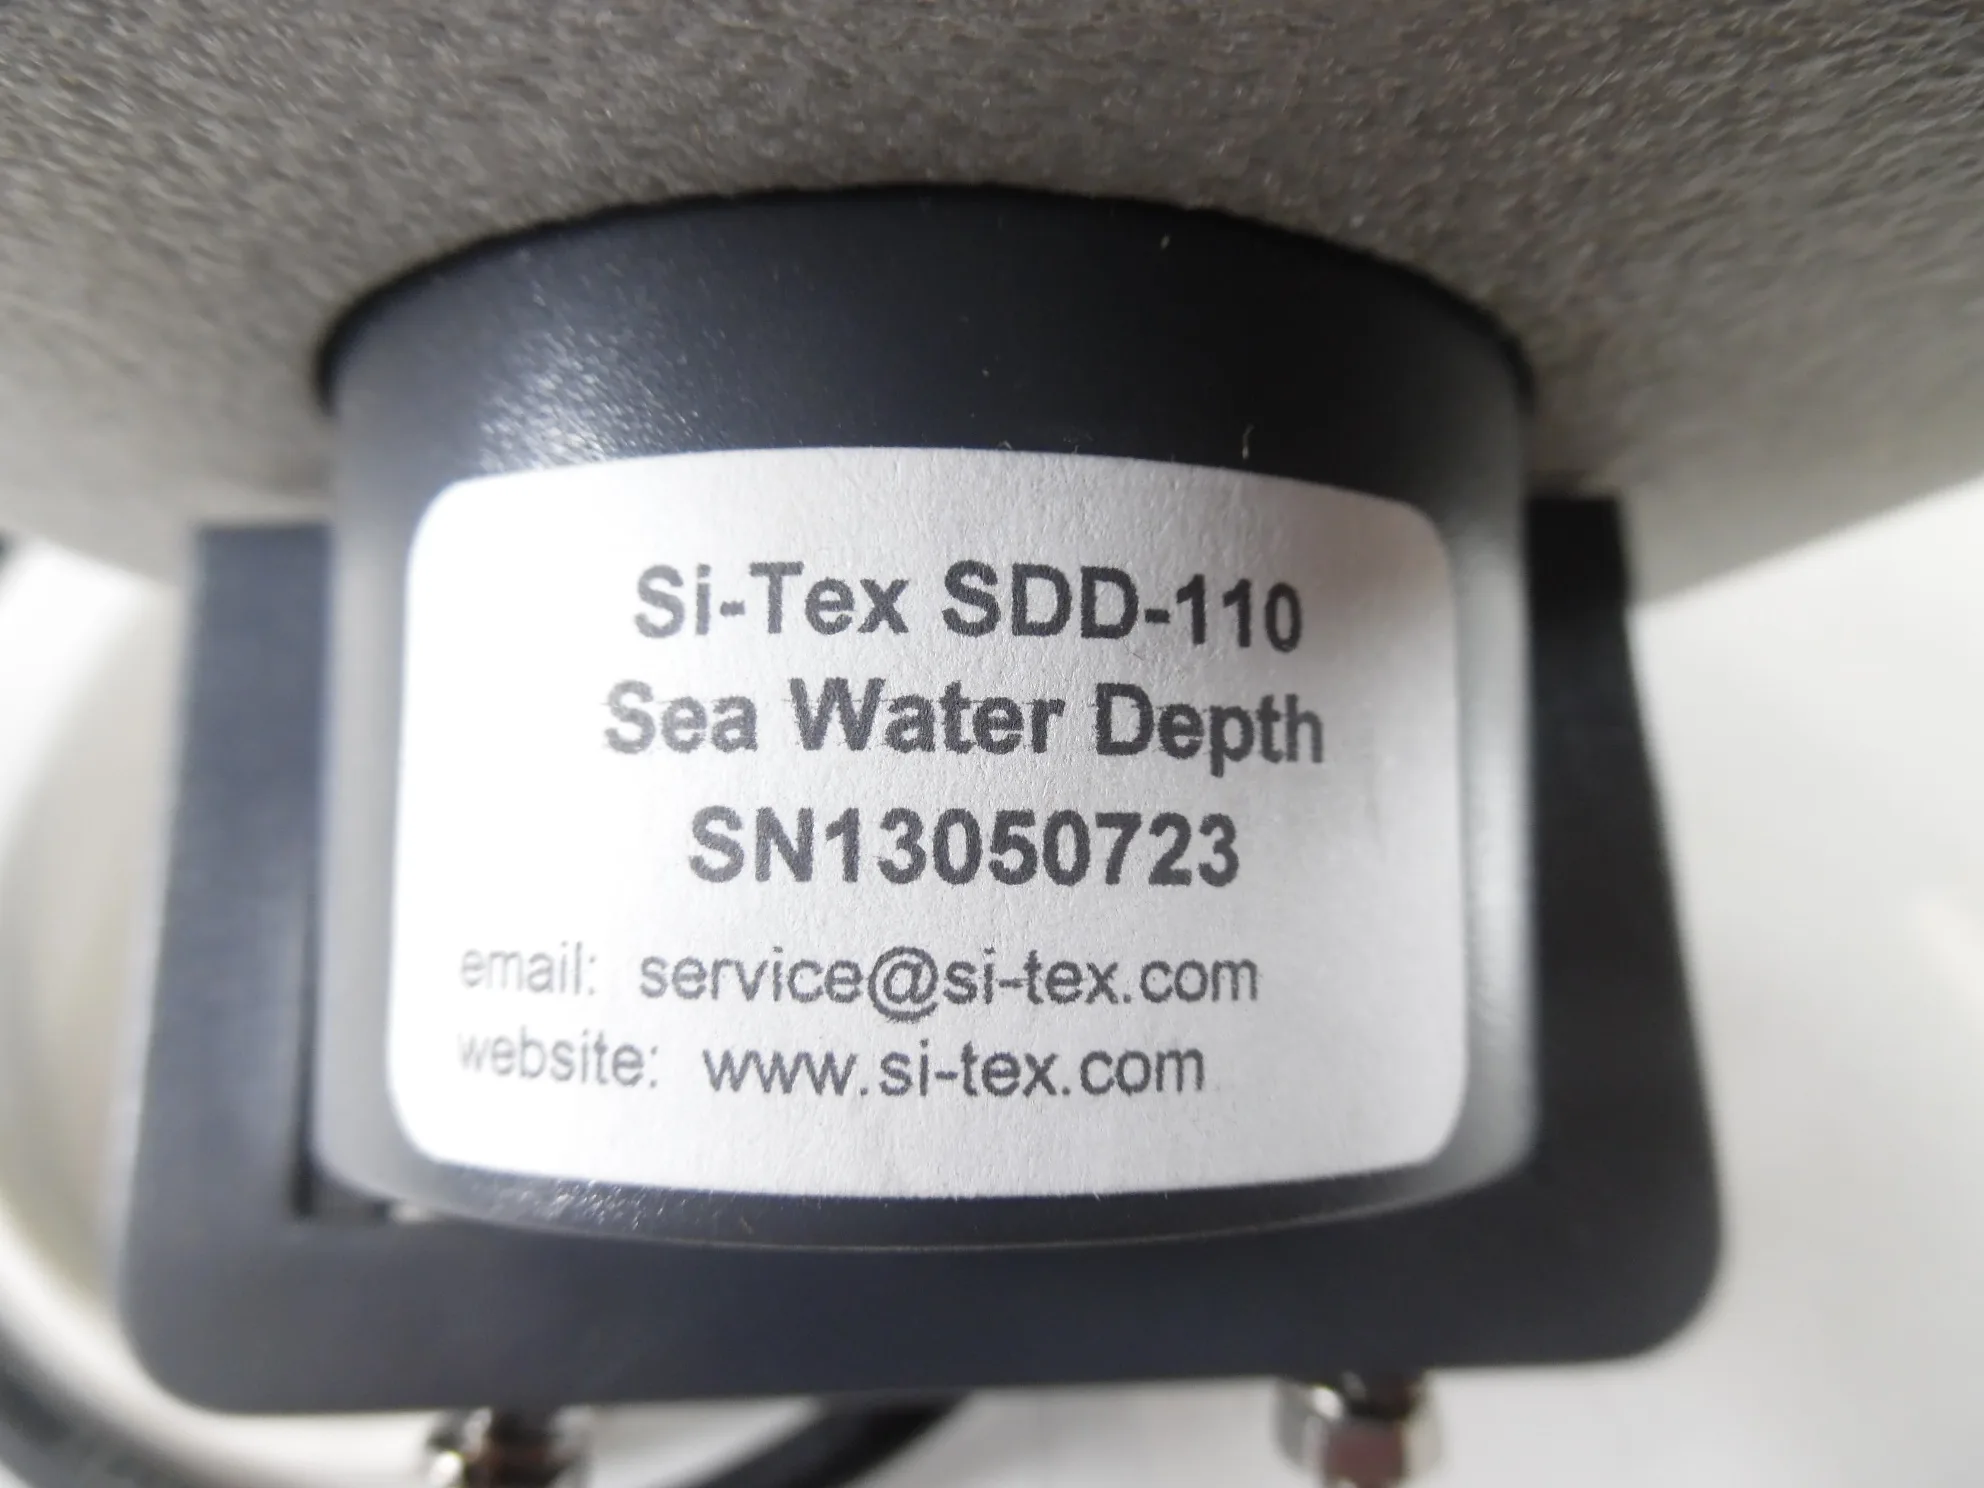 Si-Tex SDD-110
Sea Water Depth
SN13050723
email: service@si-tex.com
website: www.si-tex.com